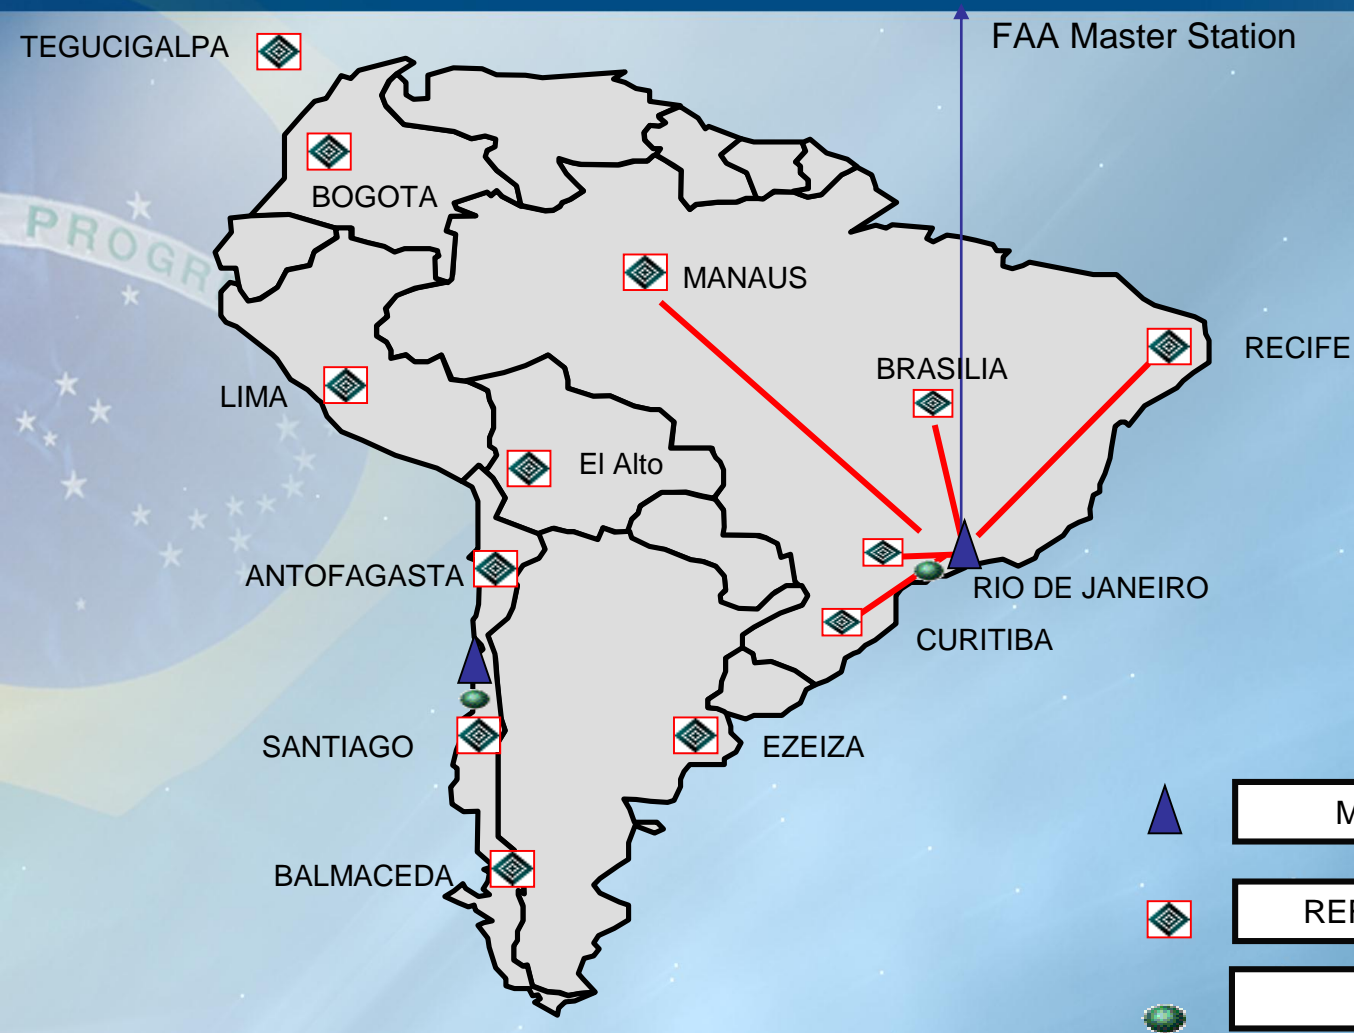 FAA Master Station
TEGUCIGALPA
BOGOTA
PROGR
MANAUS
RECIFE
BRASILIA
LIMA
El Alto
ANTOFAGASTA
RIO DE JANEIRO
CURITIBA
SANTIAGO
EZEIZA
BALMACEDA
M